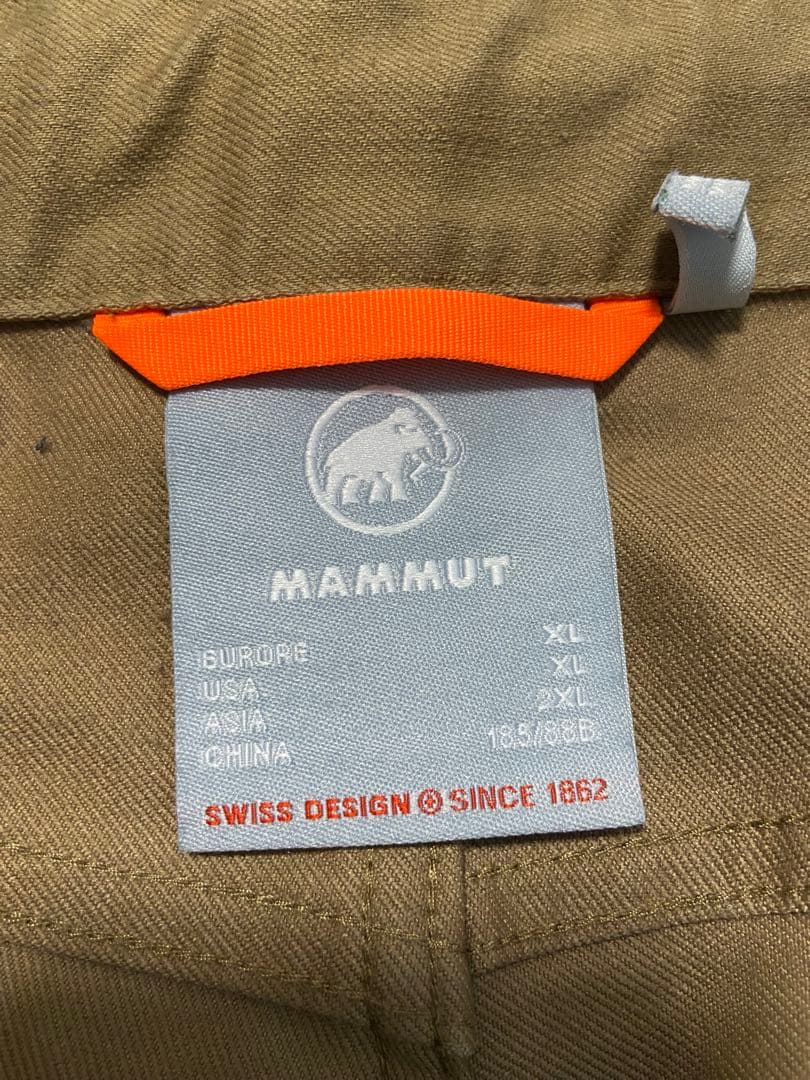 MAMMUT
EUROPE XL
USA XL
ASIA 2XL
CHINA 185/88B
SWISS DESIGN SINCE 1862